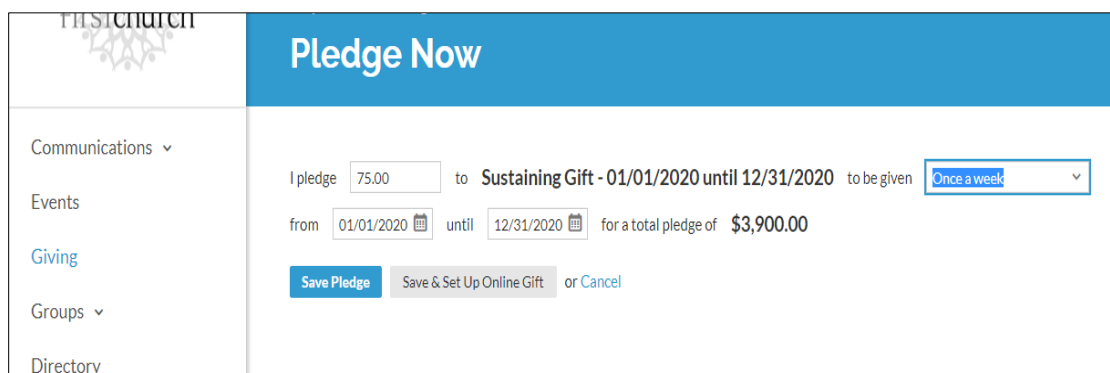 firstchurch
Pledge Now
Communications
Events
Giving
Groups
Directory
I pledge 75.00 to Sustaining Gift - 01/01/2020 until 12/31/2020 to be given Once a week
from 01/01/2020 until 12/31/2020 for a total pledge of $3,900.00
Save Pledge Save & Set Up Online Gift or Cancel